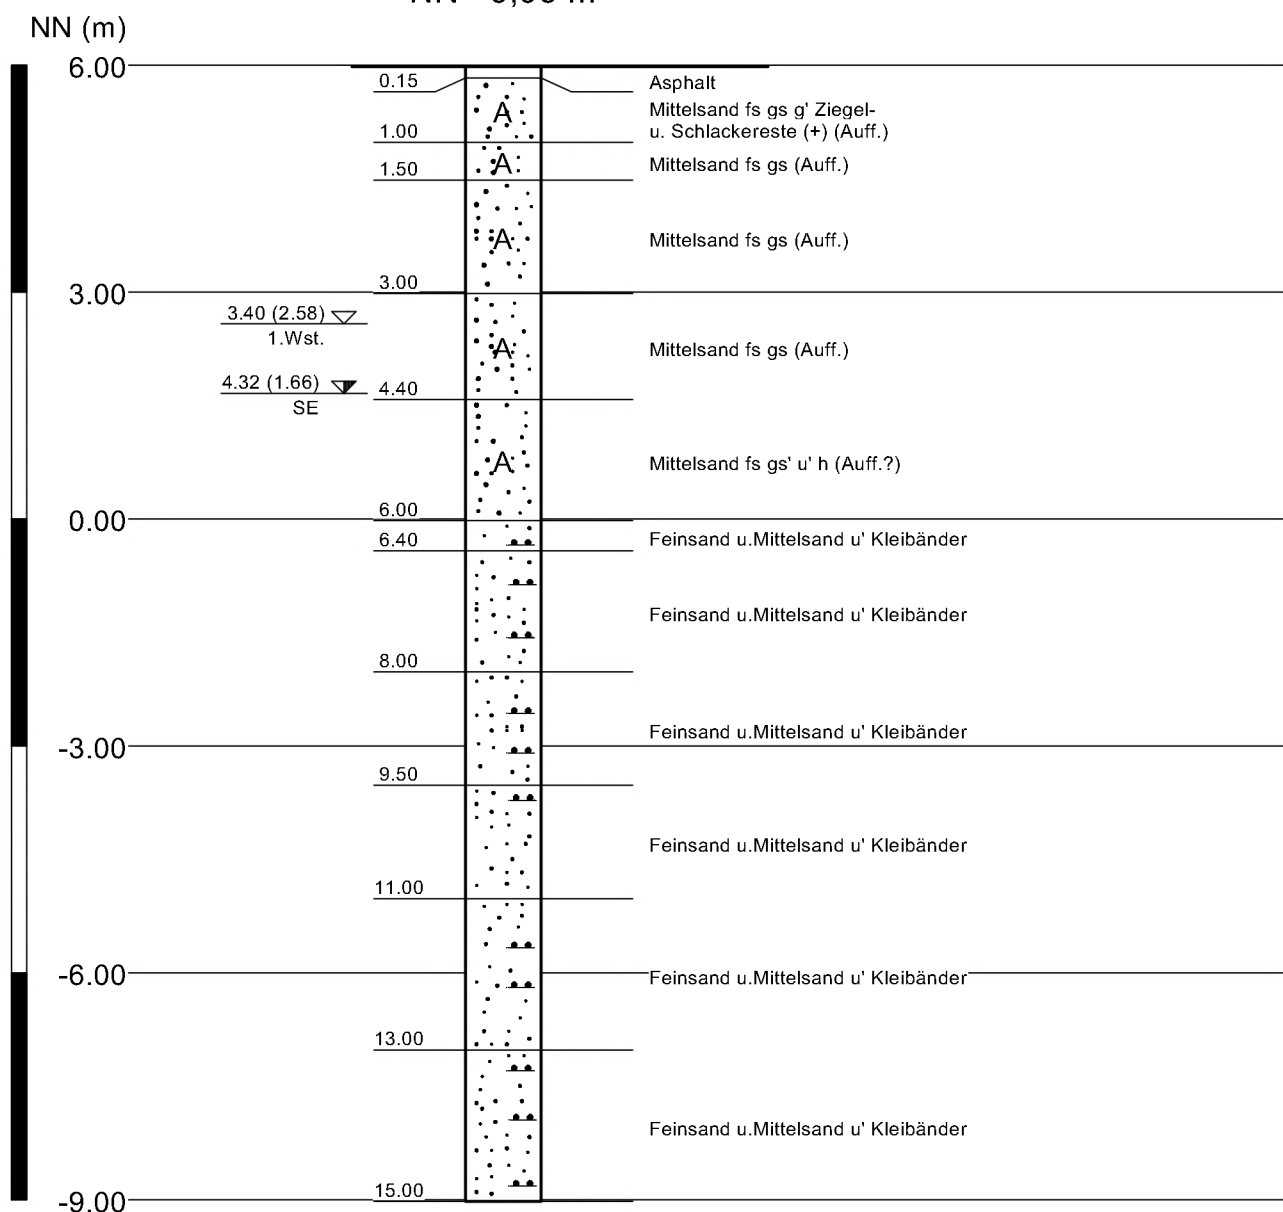 NN (m)
6.00
0.15
Asphalt
A
Mittelsand fs gs g' Ziegel-
u. Schlackereste (+) (Auff.)
1.00
A
Mittelsand fs gs (Auff.)
1.50
A
Mittelsand fs gs (Auff.)
3.00
3.00
3.40 (2.58)
1.Wst.
A
Mittelsand fs gs (Auff.)
4.32 (1.66)
SE
4.40
A
Mittelsand fs gs' u' h (Auff.?)
6.00
0.00
6.40
Feinsand u.Mittelsand u' Kleibänder
Feinsand u.Mittelsand u' Kleibänder
8.00
Feinsand u.Mittelsand u' Kleibänder
-3.00
9.50
Feinsand u.Mittelsand u' Kleibänder
11.00
-6.00
Feinsand u.Mittelsand u' Kleibänder
13.00
Feinsand u.Mittelsand u' Kleibänder
15.00
-9.00